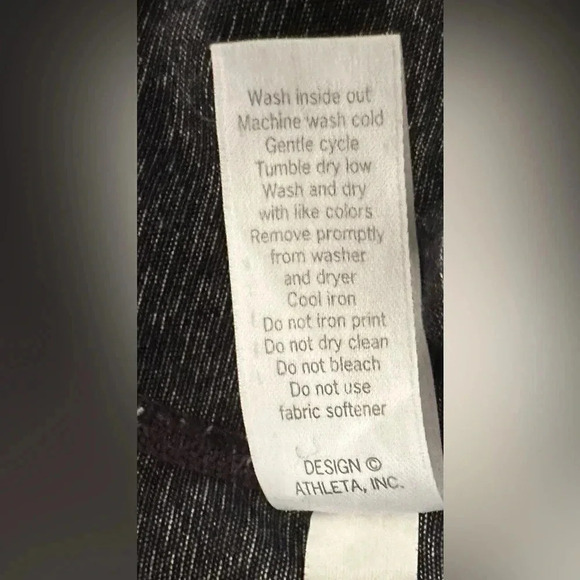 Wash inside out
Machine wash cold
Gentle cycle
Tumble dry low
Wash and dry
with like colors
Remove promptly
from washer
and dryer
Cool iron
Do not iron print
Do not dry clean
Do not bleach
Do not use
fabric softener
DESIGN ©
ATHLETA, INC.